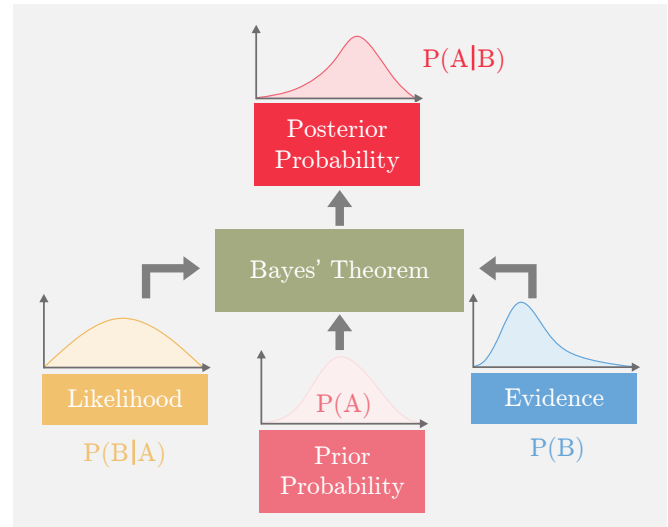 P(A|B)
Posterior
Probability
Bayes' Theorem
Likelihood
P(B|A)
P(A)
Prior
Probability
Evidence
P(B)